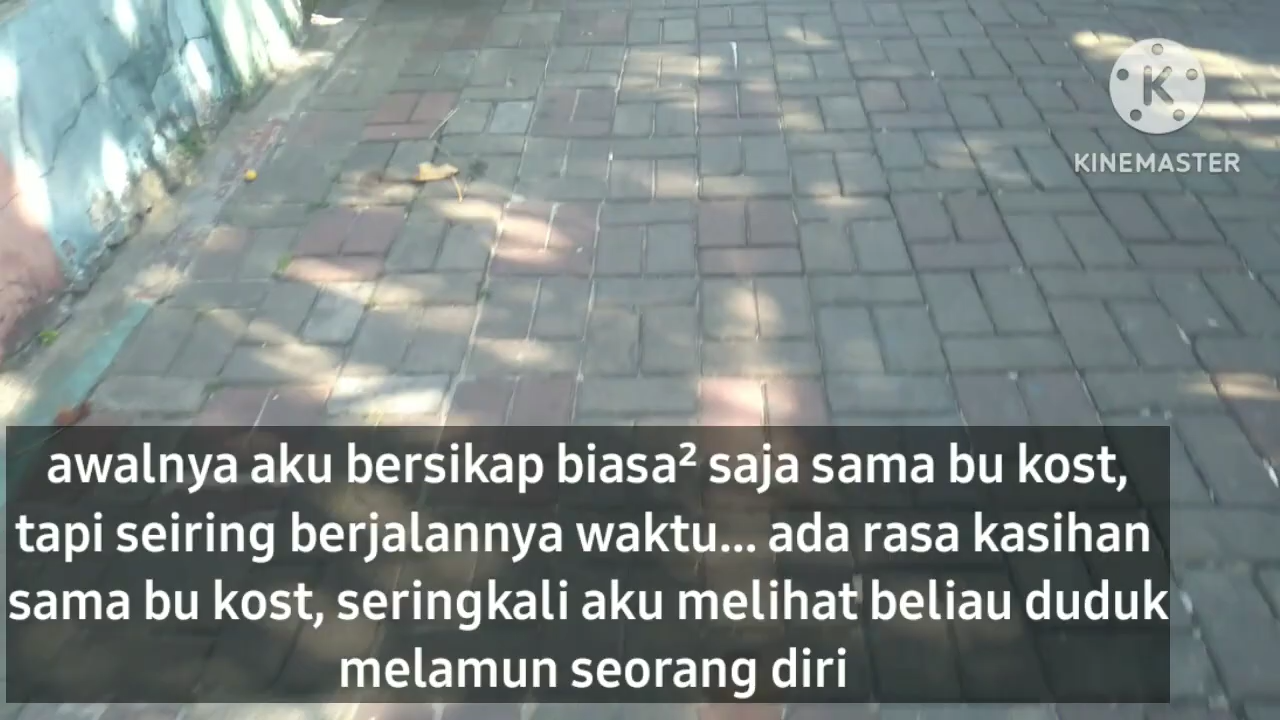 K
KINEMASTER
awalnya aku bersikap biasa² saja sama bu kost,
tapi seiring berjalannya waktu... ada rasa kasihan
sama bu kost, seringkali aku melihat beliau duduk
melamun seorang diri